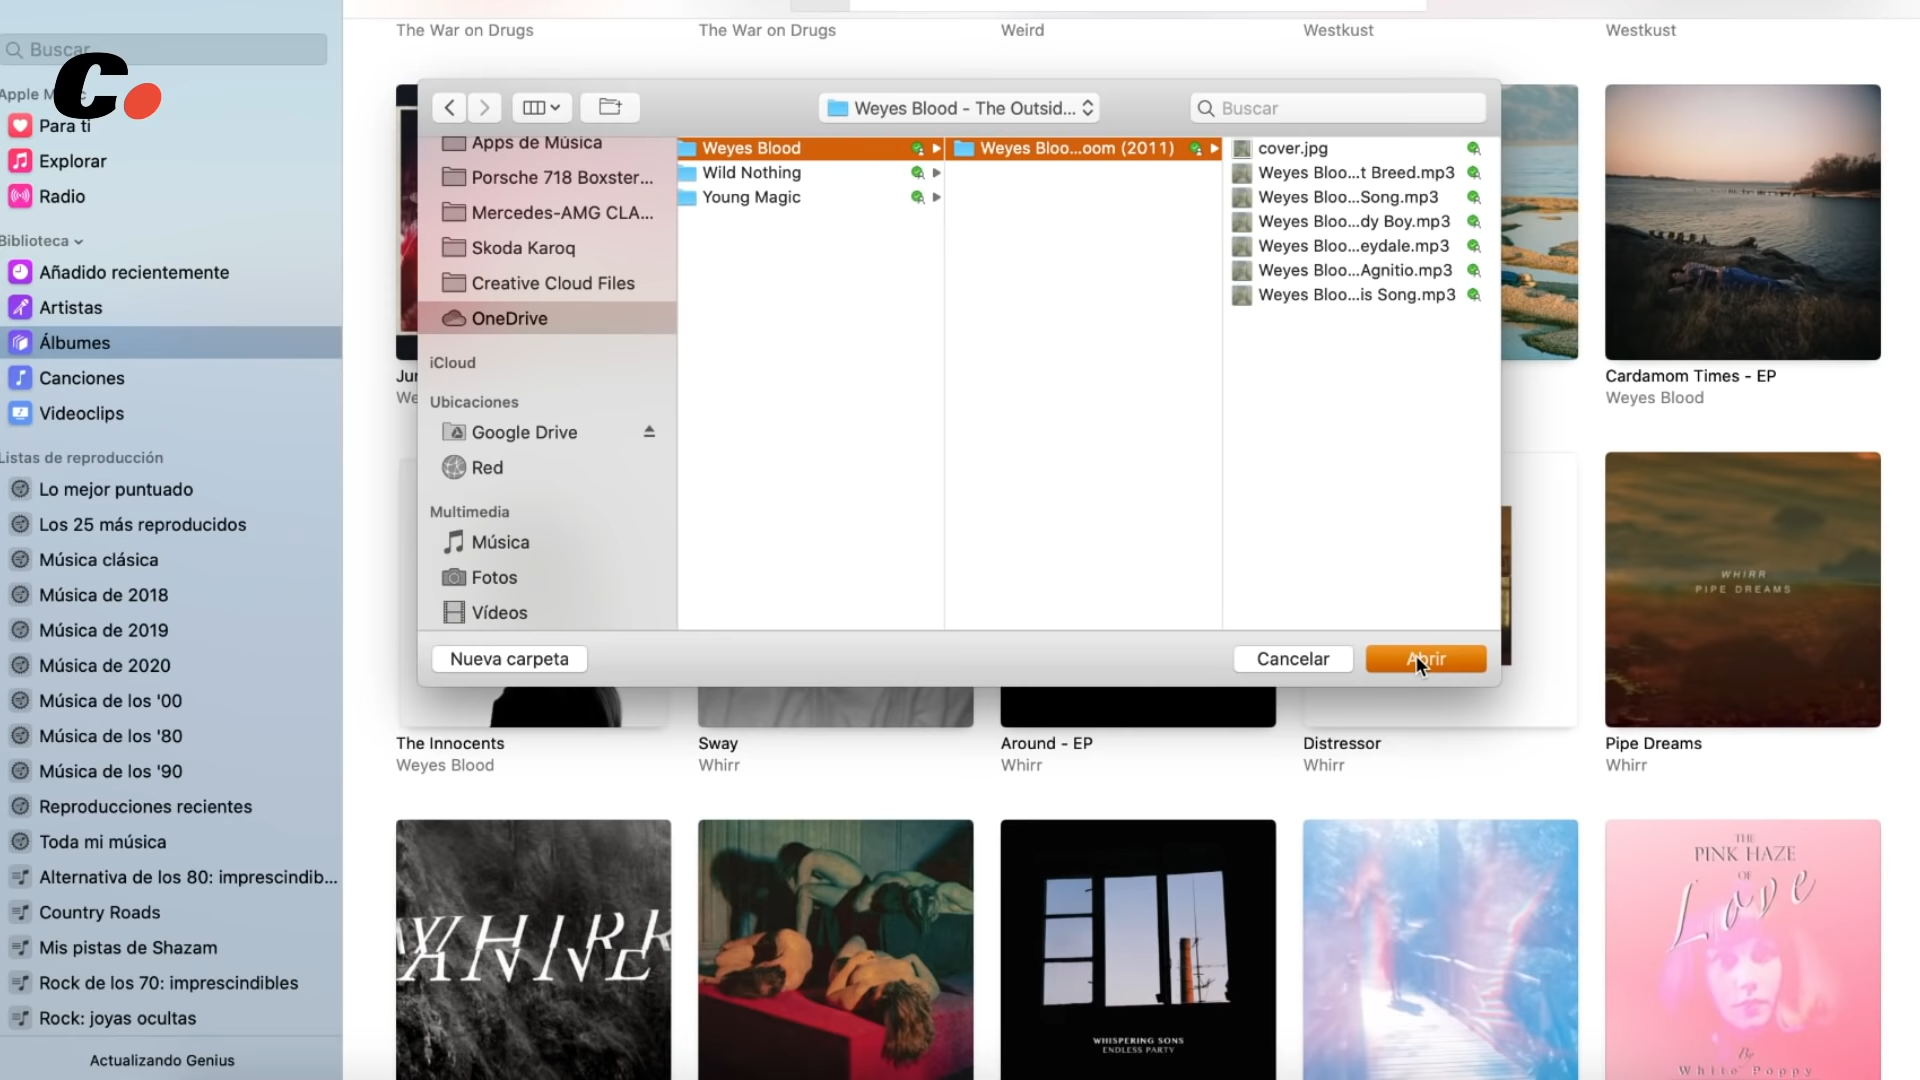 The War on Drugs
The War on Drugs
Weird
Westkust
Westkust
Buscar
C.
Apple M
Para ti
Explorar
Radio
Biblioteca
Añadido recientemente
Artistas
Álbumes
Canciones
Videoclips
Listas de reproducción
Lo mejor puntuado
Los 25 más reproducidos
Música clásica
Música de 2018
Música de 2019
Música de 2020
Música de los '00
Música de los '80
Música de los '90
Reproducciones recientes
Toda mi música
Alternativa de los 80: imprescindib...
Country Roads
Mis pistas de Shazam
Rock de los 70: imprescindibles
Rock: joyas ocultas
Actualizando Genius
Weyes Blood - The Outsid...
Buscar
Apps de Música
Porsche 718 Boxster...
Mercedes-AMG CLA...
Skoda Karoq
Creative Cloud Files
OneDrive
iCloud
Ubicaciones
Google Drive
Red
Multimedia
Música
Fotos
Vídeos
Weyes Blood
Wild Nothing
Young Magic
Weyes Bloo...oom (2011)
cover.jpg
Weyes Bloo...t Breed.mp3
Weyes Bloo...Song.mp3
Weyes Bloo...dy Boy.mp3
Weyes Bloo...eydale.mp3
Weyes Bloo...Agnitio.mp3
Weyes Bloo...is Song.mp3
Nueva carpeta
Cancelar
Abrir
Jur
We
Cardamom Times - EP
Weyes Blood
WHIRR
PIPE DREAMS
The Innocents
Weyes Blood
Sway
Whirr
Around - EP
Whirr
Distressor
Whirr
Pipe Dreams
Whirr
WHIRR
ANNE
WHISPERING SONS
ENDLESS PARTY
THE
PINK HAZE
OF
Love
By
White Poppy